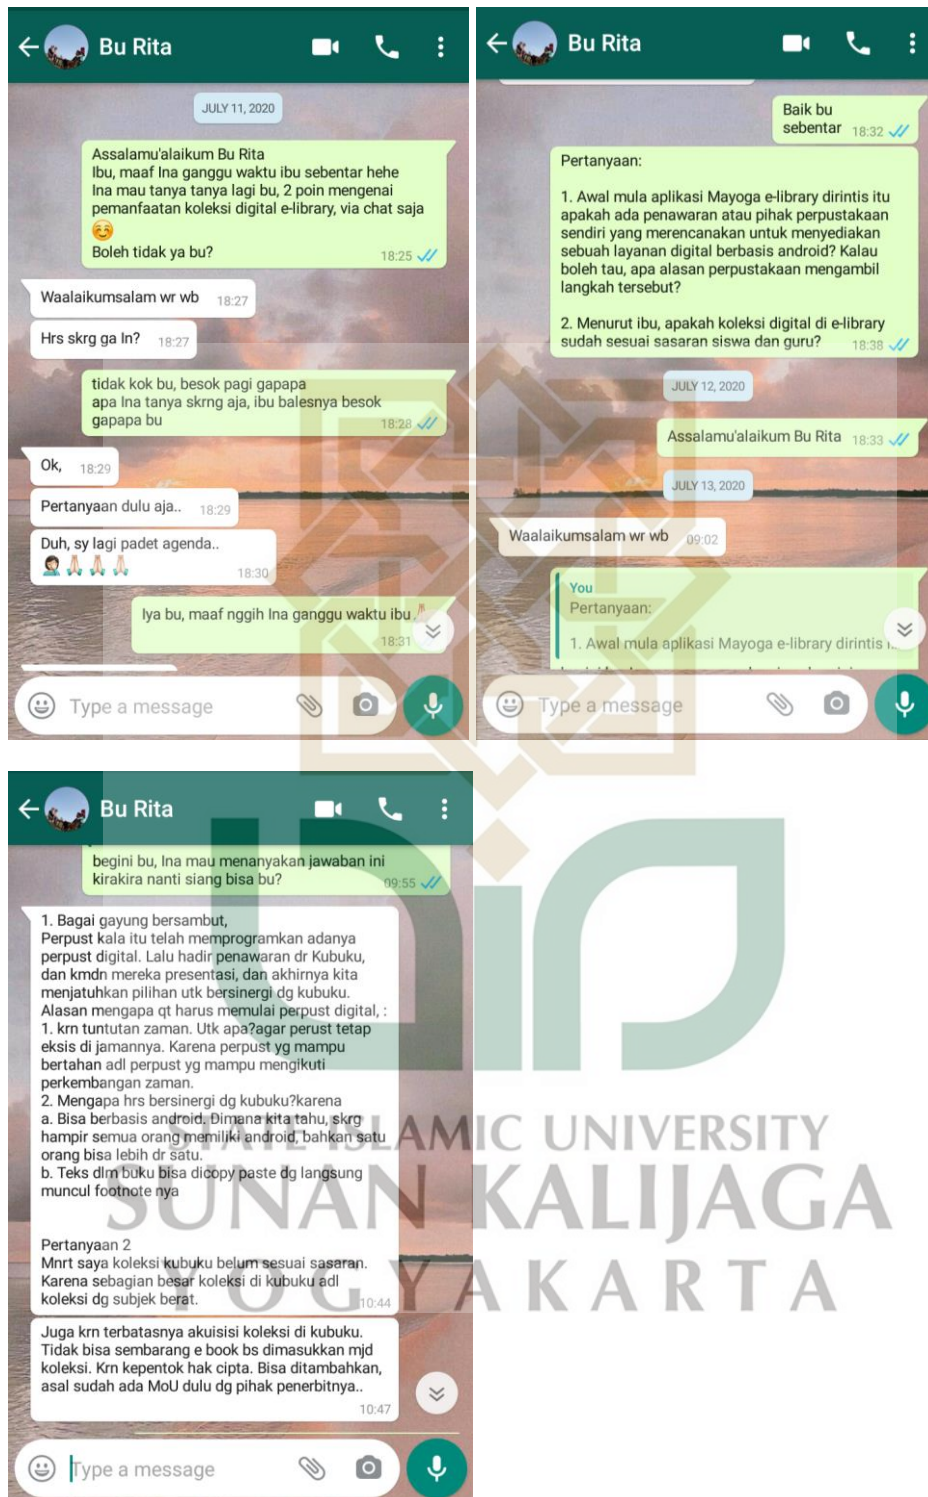 Bu Rita
JULY 11, 2020
Assalamu'alaikum Bu Rita
Ibu, maaf Ina ganggu waktu ibu sebentar hehe
Ina mau tanya tanya lagi bu, 2 poin mengenai
pemanfaatan koleksi digital e-library, via chat saja
☺️
Boleh tidak ya bu?
18:25
Waalaikumsalam wr wb 18:27
Hrs skrg ga In? 18:27
tidak kok bu, besok pagi gapapa
apa Ina tanya skrng aja, ibu balesnya besok
gapapa bu
18:28
Ok, 18:29
Pertanyaan dulu aja.. 18:29
Duh, sy lagi padet agenda..
🤦🏻‍♀️🙏🏻🙏🏻🙏🏻
18:30
Iya bu, maaf nggih Ina ganggu waktu ibu
18:31
Type a message
Bu Rita
Baik bu
sebentar 18:32
Pertanyaan:
1. Awal mula aplikasi Mayoga e-library dirintis itu
apakah ada penawaran atau pihak perpustakaan
sendiri yang merencanakan untuk menyediakan
sebuah layanan digital berbasis android? Kalau
boleh tau, apa alasan perpustakaan mengambil
langkah tersebut?
2. Menurut ibu, apakah koleksi digital di e-library
sudah sesuai sasaran siswa dan guru?
18:38
JULY 12, 2020
Assalamu'alaikum Bu Rita 18:33
JULY 13, 2020
Waalaikumsalam wr wb 09:02
You
Pertanyaan:
1. Awal mula aplikasi Mayoga e-library dirintis i...
Type a message
Bu Rita
begini bu, Ina mau menanyakan jawaban ini
kirakira nanti siang bisa bu?
09:55
1. Bagai gayung bersambut,
Perpust kala itu telah memprogramkan adanya
perpust digital. Lalu hadir penawaran dr Kubuku,
dan kmdn mereka presentasi, dan akhirnya kita
menjatuhkan pilihan utk bersinergi dg kubuku.
Alasan mengapa qt harus memulai perpust digital, :
1. krn tuntutan zaman. Utk apa?agar perust tetap
eksis di jamannya. Karena perpust yg mampu
bertahan adl perpust yg mampu mengikuti
perkembangan zaman.
2. Mengapa hrs bersinergi dg kubuku?karena
a. Bisa berbasis android. Dimana kita tahu, skrg
hampir semua orang memiliki android, bahkan satu
orang bisa lebih dr satu.
b. Teks dlm buku bisa dicopy paste dg langsung
muncul footnote nya
Pertanyaan 2
Mnrt saya koleksi kubuku belum sesuai sasaran.
Karena sebagian besar koleksi di kubuku adl
koleksi dg subjek berat.
10:44
Juga krn terbatasnya akuisisi koleksi di kubuku.
Tidak bisa sembarang e book bs dimasukkan mjd
koleksi. Krn kepentok hak cipta. Bisa ditambahkan,
asal sudah ada MoU dulu dg pihak penerbitnya..
10:47
Type a message
STATE ISLAMIC UNIVERSITY
SUNAN KALIJAGA
YOGYAKARTA